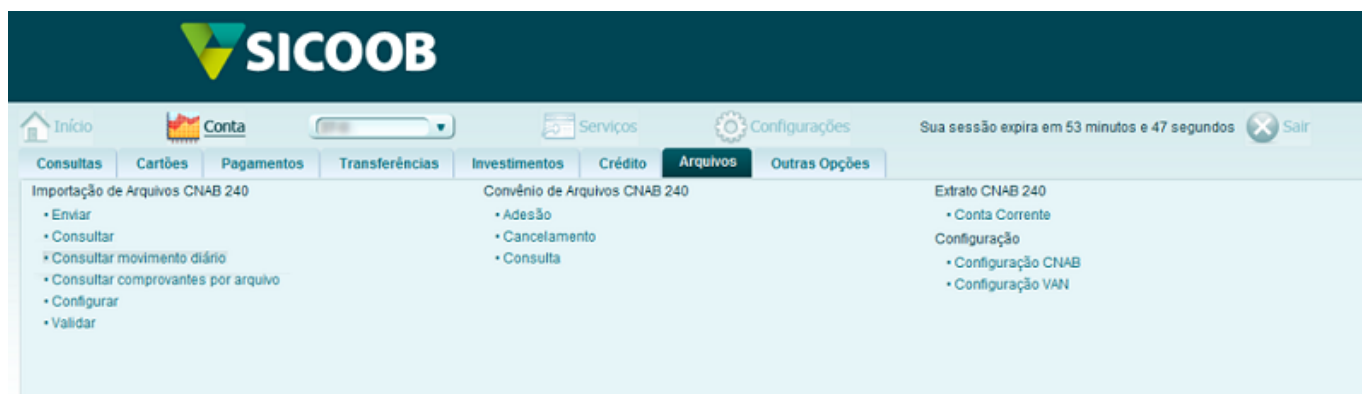 SICOOB
Início Conta Serviços Configurações Sua sessão expira em 53 minutos e 47 segundos Sair
Consultas Cartões Pagamentos Transferências Investimentos Crédito Arquivos Outras Opções
Importação de Arquivos CNAB 240
• Enviar
• Consultar
• Consultar movimento diário
• Consultar comprovantes por arquivo
• Configurar
• Validar
Convênio de Arquivos CNAB 240
• Adesão
• Cancelamento
• Consulta
Extrato CNAB 240
• Conta Corrente
Configuração
• Configuração CNAB
• Configuração VAN